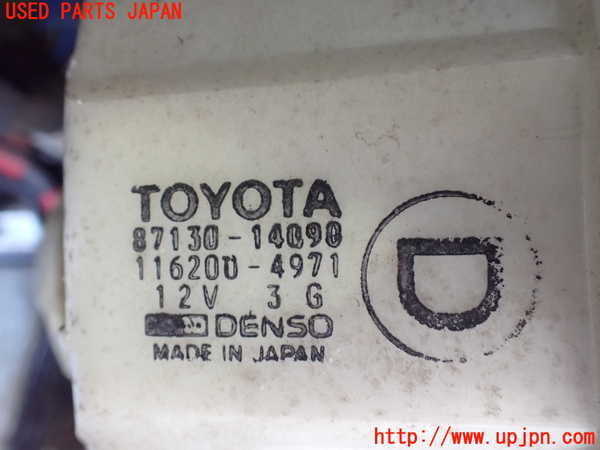 USED PARTS JAPAN
TOYOTA
87130-14090
116200-4971
12V 3G
DENSO
MADE IN JAPAN
D
http://www.upjpn.com/